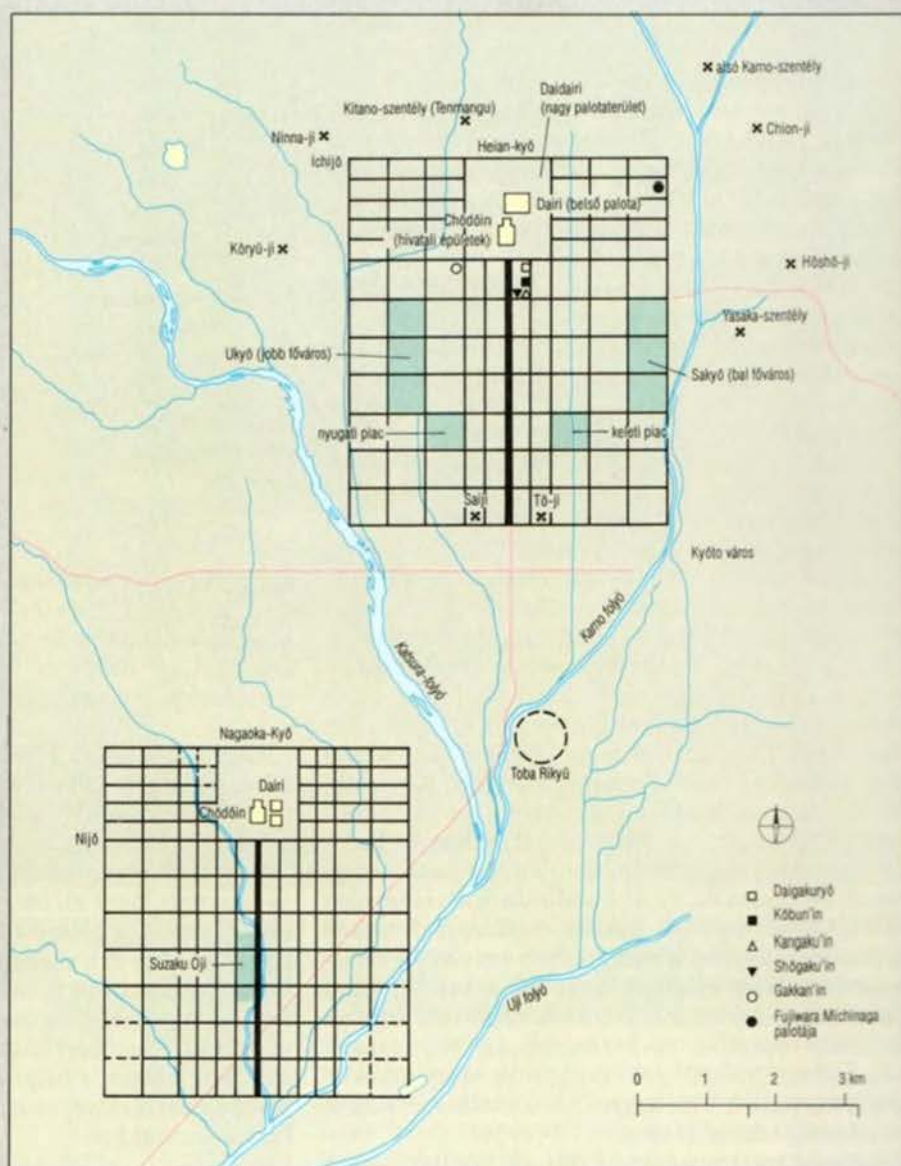 alsó Kamo-szentély
Daidairi
(nagy palotaterület)
Kitano-szentély (Tenmangu)
Chion-ji
Ninna-ji
Heian-kyō
Ichijō
Dairi (belső palota)
Chōdōin
(hivatali épületek)
Kōryū-ji
Hōshō-ji
Yasaka-szentély
Ukyō (jobb főváros)
Sakyō (bal főváros)
nyugati piac
keleti piac
Saiji
Tō-ji
Kyōto város
Kamo folyó
Katsura-folyó
Nagaoka-Kyō
Toba Rikyū
Dairi
Chōdōin
Nijō
Suzaku Oji
Uji folyó
Daigakuryō
Kōbun'in
Kangaku'in
Shōgaku'in
Gakkan'in
Fujiwara Michinaga
palotája
0 1 2 3 km